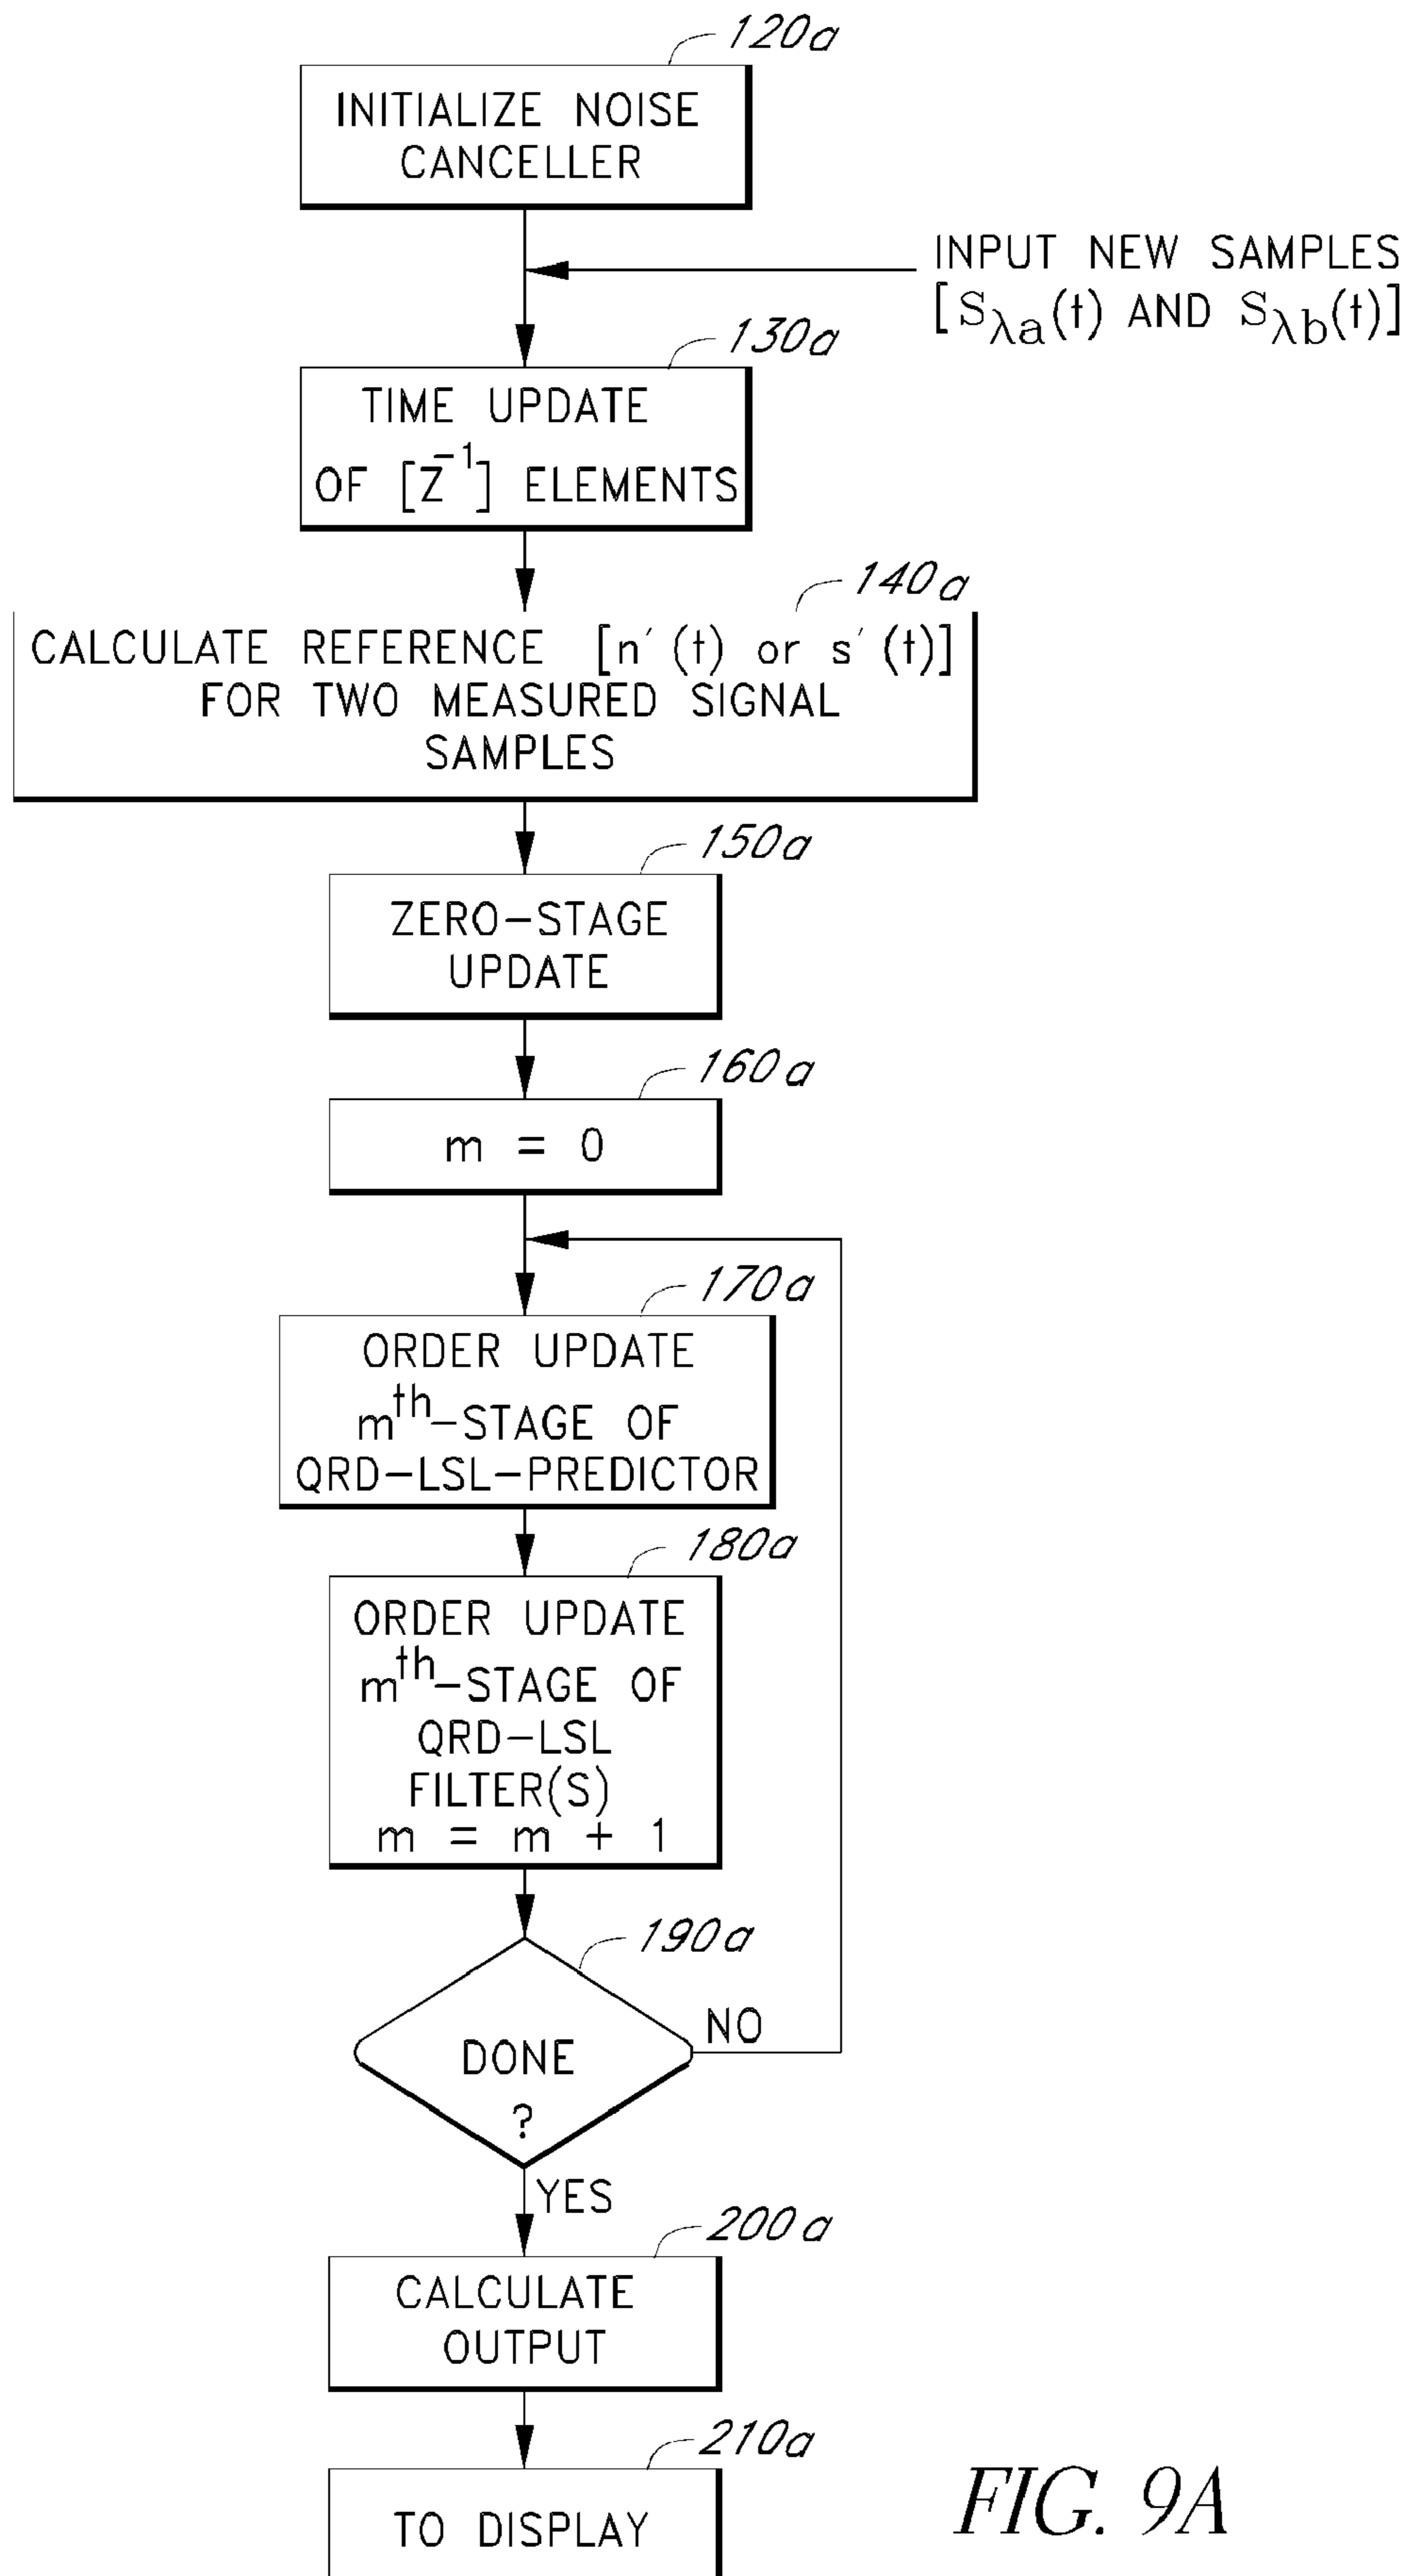 120a
INITIALIZE NOISE
CANCELLER
INPUT NEW SAMPLES
[Sλa(t) AND Sλb(t)]
130a
TIME UPDATE
OF [Z⁻¹] ELEMENTS
140a
CALCULATE REFERENCE [n′(t) or s′(t)]
FOR TWO MEASURED SIGNAL
SAMPLES
150a
ZERO-STAGE
UPDATE
160a
m = 0
170a
ORDER UPDATE
mᵗʰ-STAGE OF
QRD-LSL-PREDICTOR
180a
ORDER UPDATE
mᵗʰ-STAGE OF
QRD-LSL
FILTER(S)
m = m + 1
190a
NO
DONE
?
YES
200a
CALCULATE
OUTPUT
210a
TO DISPLAY
FIG. 9A